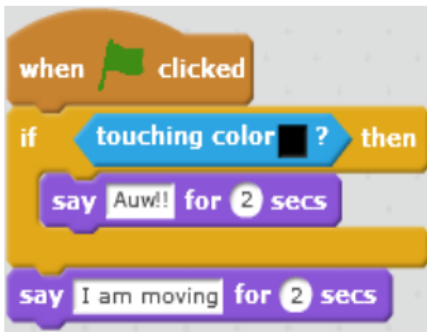 when clicked
if touching color ? then
say Auw!! for 2 secs
say I am moving for 2 secs